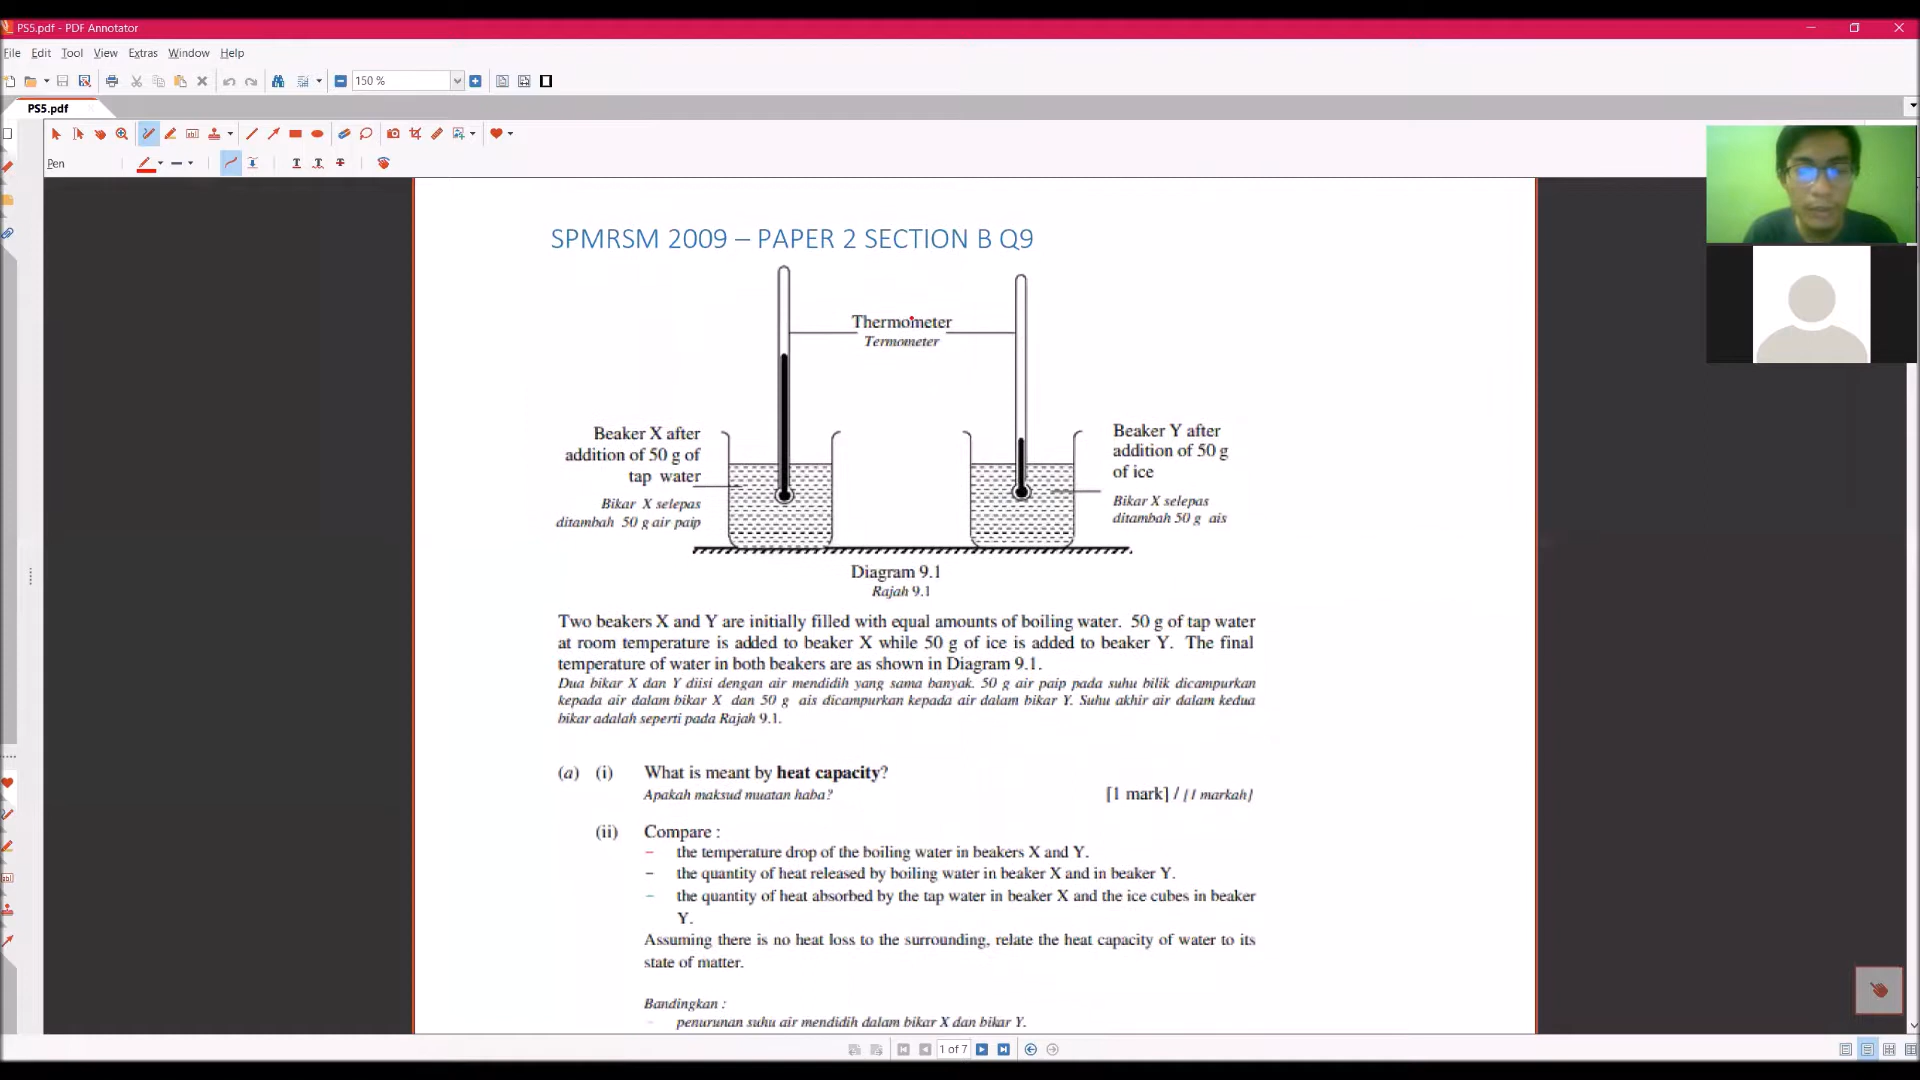 PS5.pdf - PDF Annotator
File Edit Tool View Extras Window Help
150 %
PS5.pdf
Pen
SPMRSM 2009 – PAPER 2 SECTION B Q9
Thermometer
Termometer
Beaker X after
addition of 50 g of
tap water
Bikar X selepas
ditambah 50 g air paip
Beaker Y after
addition of 50 g
of ice
Bikar X selepas
ditambah 50 g ais
Diagram 9.1
Rajah 9.1
Two beakers X and Y are initially filled with equal amounts of boiling water. 50 g of tap water
at room temperature is added to beaker X while 50 g of ice is added to beaker Y. The final
temperature of water in both beakers are as shown in Diagram 9.1.
Dua bikar X dan Y diisi dengan air mendidih yang sama banyak. 50 g air paip pada suhu bilik dicampurkan
kepada air dalam bikar X dan 50 g ais dicampurkan kepada air dalam bikar Y. Suhu akhir air dalam kedua
bikar adalah seperti pada Rajah 9.1.
(a) (i) What is meant by heat capacity?
Apakah maksud muatan haba? [1 mark] / [1 markah]
(ii) Compare :
– the temperature drop of the boiling water in beakers X and Y.
– the quantity of heat released by boiling water in beaker X and in beaker Y.
– the quantity of heat absorbed by the tap water in beaker X and the ice cubes in beaker
Y.
Assuming there is no heat loss to the surrounding, relate the heat capacity of water to its
state of matter.
Bandingkan :
– penurunan suhu air mendidih dalam bikar X dan bikar Y.
1 of 7